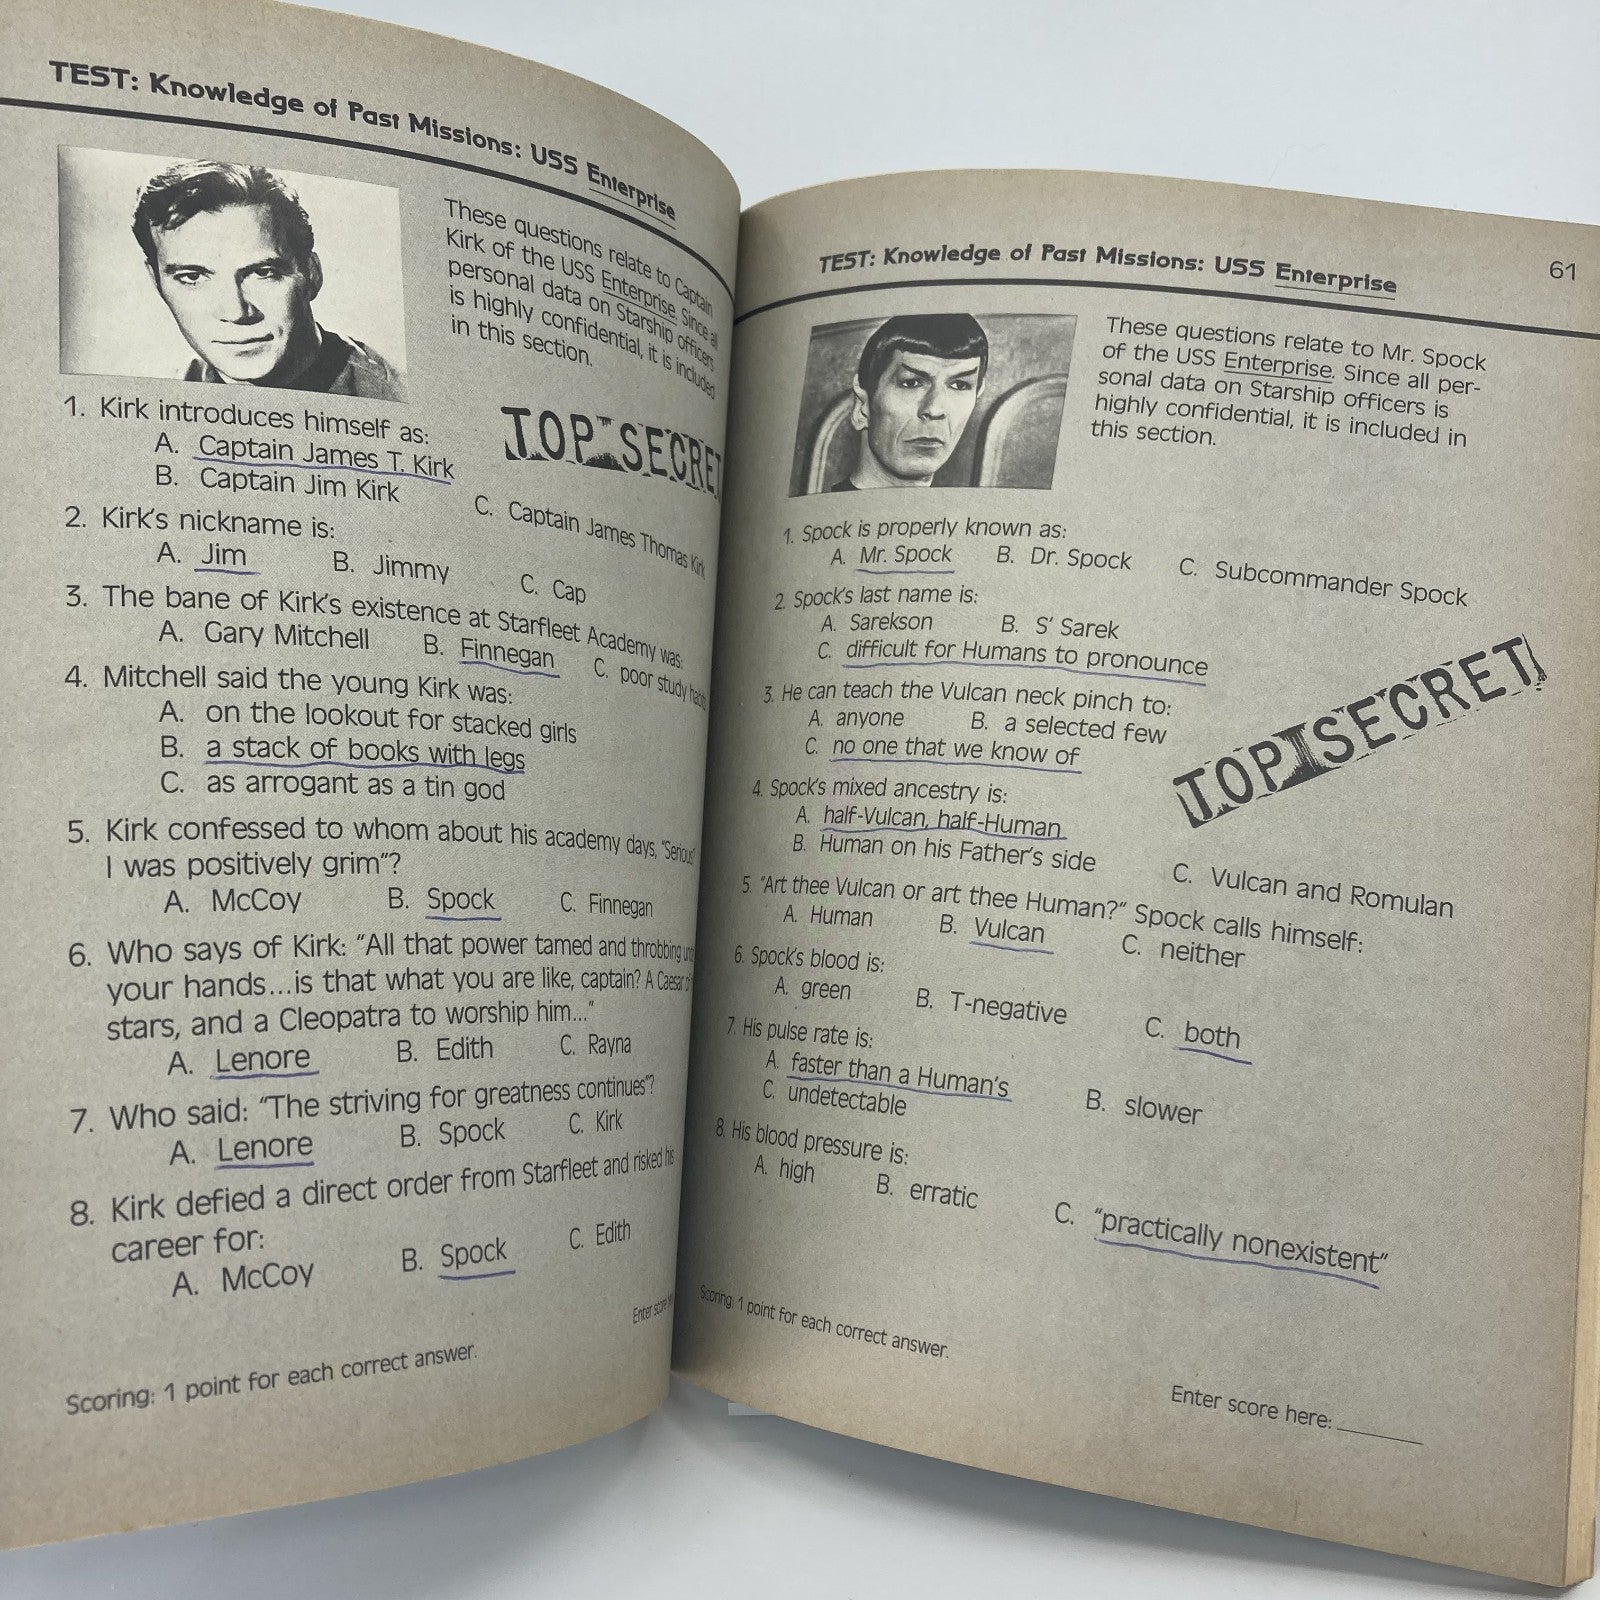 TEST: Knowledge of Past Missions: USS Enterprise
These questions relate to Captain
Kirk of the USS Enterprise. Since all
personal data on Starship officers
is highly confidential, it is included
in this section.
TOP SECRET
1. Kirk introduces himself as:
A. Captain James T. Kirk
B. Captain Jim Kirk
C. Captain James Thomas Kirk
2. Kirk's nickname is:
A. Jim B. Jimmy C. Cap
3. The bane of Kirk's existence at Starfleet Academy was:
A. Gary Mitchell B. Finnegan C. poor study
4. Mitchell said the young Kirk was:
A. on the lookout for stacked girls
B. a stack of books with legs
C. as arrogant as a tin god
5. Kirk confessed to whom about his academy days, "Serious?
I was positively grim"?
A. McCoy B. Spock C. Finnegan
6. Who says of Kirk: "All that power tamed and throbbing
your hands...is that what you are like, captain? A Caesar of
stars, and a Cleopatra to worship him..."
A. Lenore B. Edith C. Rayna
7. Who said: "The striving for greatness continues"?
A. Lenore B. Spock C. Kirk
8. Kirk defied a direct order from Starfleet and risked his
career for:
A. McCoy B. Spock C. Edith
Enter score
Scoring: 1 point for each correct answer.
TEST: Knowledge of Past Missions: USS Enterprise 61
These questions relate to Mr. Spock
of the USS Enterprise. Since all per-
sonal data on Starship officers is
highly confidential, it is included in
this section.
1. Spock is properly known as:
A. Mr. Spock B. Dr. Spock C. Subcommander Spock
2. Spock's last name is:
A. Sarekson B. S' Sarek
C. difficult for Humans to pronounce
TOP SECRET
3. He can teach the Vulcan neck pinch to:
A. anyone B. a selected few
C. no one that we know of
4. Spock's mixed ancestry is:
A. half-Vulcan, half-Human
B. Human on his Father's side C. Vulcan and Romulan
5. "Art thee Vulcan or art thee Human?" Spock calls himself:
A. Human B. Vulcan C. neither
6. Spock's blood is:
A. green B. T-negative C. both
7. His pulse rate is:
A. faster than a Human's B. slower
C. undetectable
8. His blood pressure is:
A. high B. erratic C. "practically nonexistent"
Scoring: 1 point for each correct answer.
Enter score here: